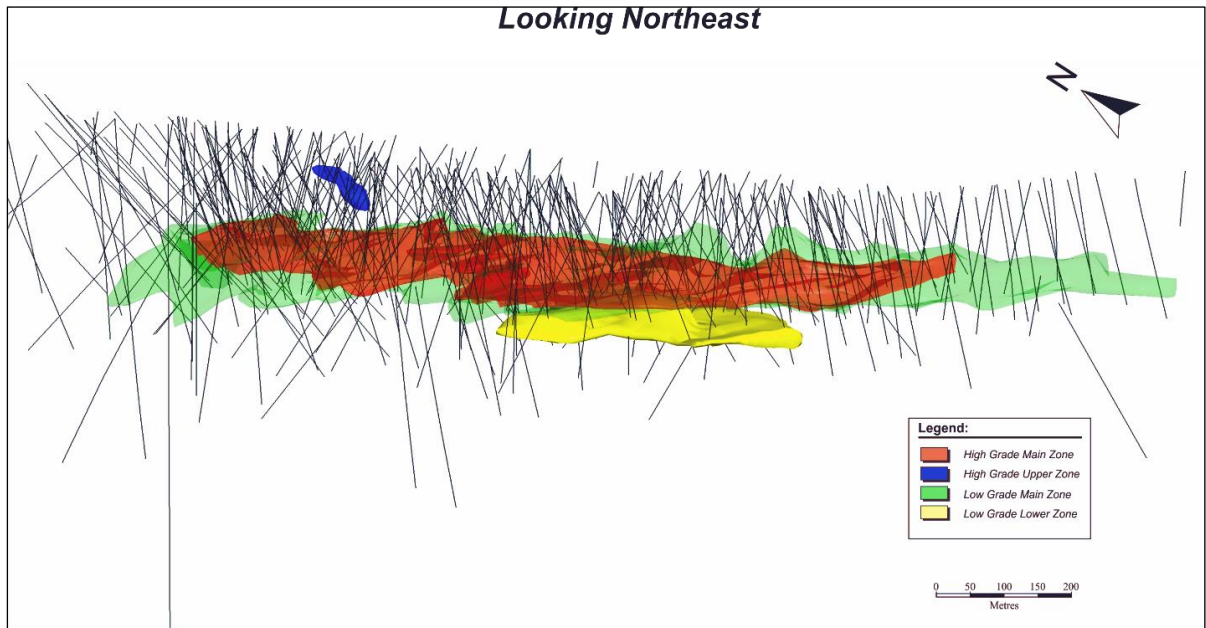 Looking Northeast
N
Legend:
High Grade Main Zone
High Grade Upper Zone
Low Grade Main Zone
Low Grade Lower Zone
0 50 100 150 200
Metres